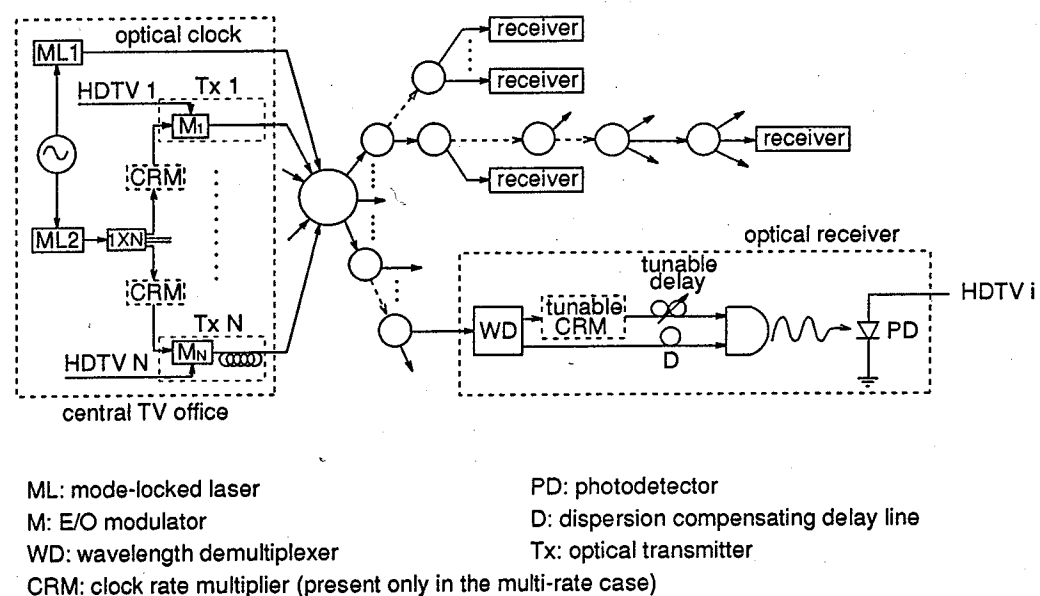 optical clock
ML1
HDTV 1
Tx 1
M1
CRM
ML2
1XN
CRM
Tx N
MN
HDTV N
central TV office
receiver
receiver
receiver
receiver
optical receiver
tunable
delay
WD
tunable
CRM
D
PD
HDTV i
ML: mode-locked laser
M: E/O modulator
WD: wavelength demultiplexer
CRM: clock rate multiplier (present only in the multi-rate case)
PD: photodetector
D: dispersion compensating delay line
Tx: optical transmitter